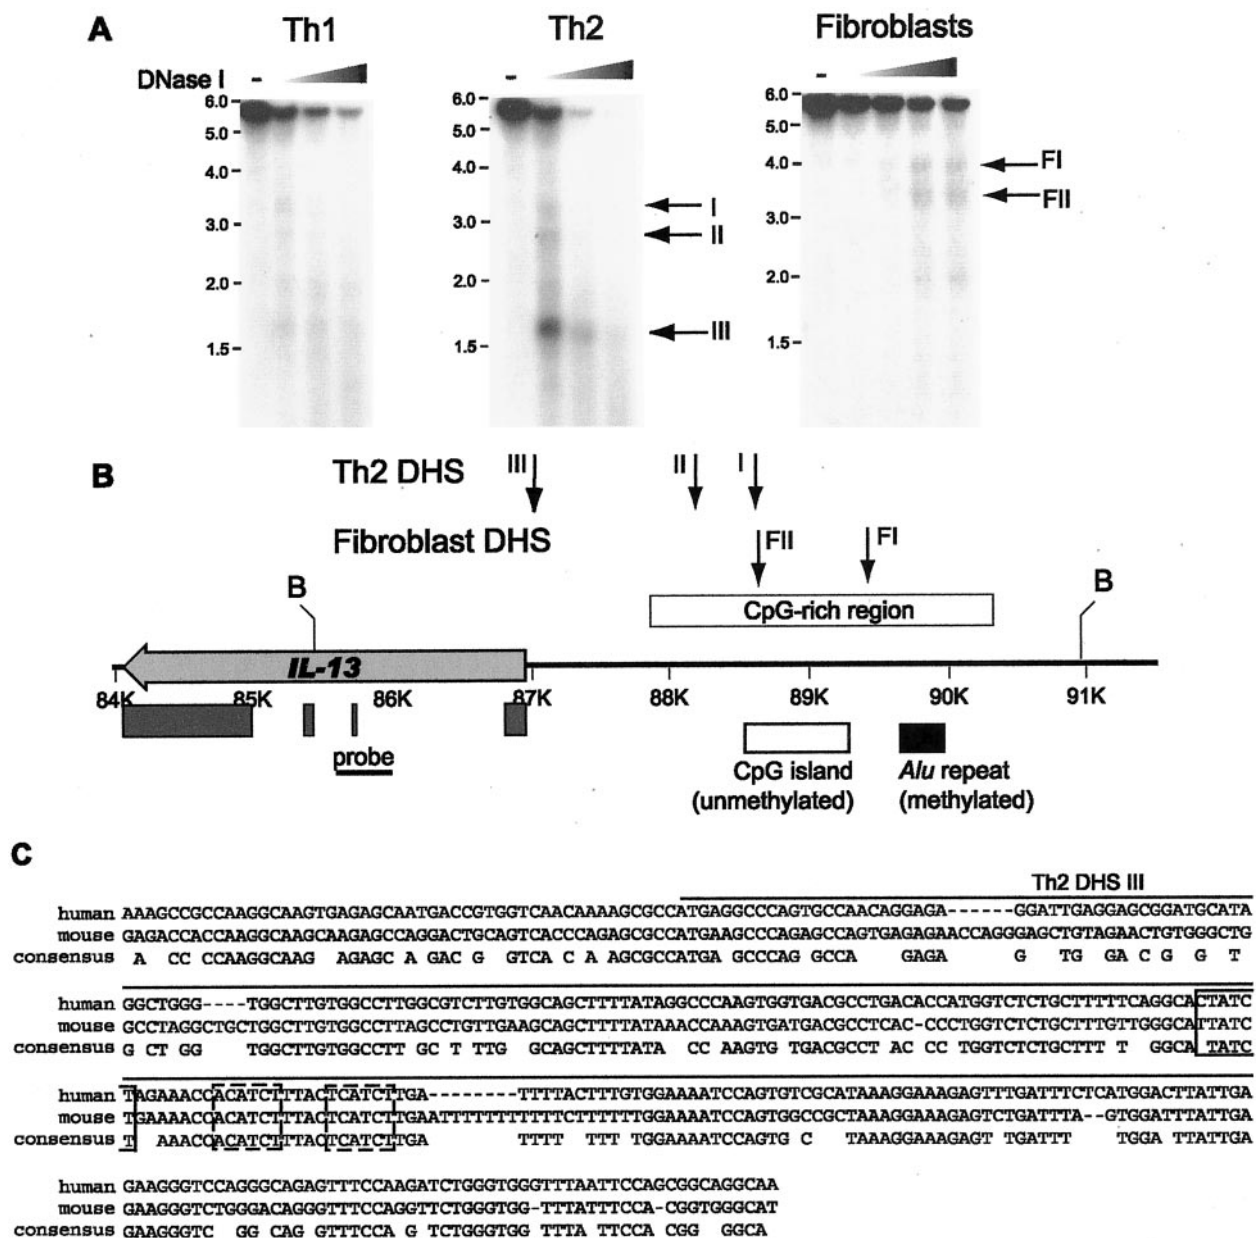 A
Th1
Th2
Fibroblasts
DNase I
-
-
-
6.0
5.0
4.0
3.0
2.0
1.5
6.0
5.0
4.0
3.0
2.0
1.5
I
II
III
6.0
5.0
4.0
3.0
2.0
1.5
FI
FII
B
Th2 DHS
III
II
I
Fibroblast DHS
FII
FI
B
CpG-rich region
B
IL-13
84K
85K
86K
87K
88K
89K
90K
91K
probe
CpG island
(unmethylated)
Alu repeat
(methylated)
C
Th2 DHS III
human AAAGCCGCCAAGGCAAGTGAGAGCAATGACCGTGGTCAACAAAAGCGCCATGAGGCCCAGTGCCAACAGGAGA------GGATTGAGGAGCGGATGCATA
mouse GAGACCACCAAGGCAAGCAAGAGCCAGGACTGCAGTCACCCAGAGCGCCATGAAGCCCAGAGCCAGTGAGAGAACCAGGGAGCTGTAGAACTGTGGGCTG
consensus A CC CCAAGGCAAG AGAGC A GACG GTCA C A AGCGCCATGA GCCCAG GCCA GAGA G TG GA C G G T
human GGCTGGG----TGGCTTGTGGCCTTGGCGTCTTGTGGCAGCTTTTATAGGCCCAAGTGGTGACGCCTGACACCATGGTCTCTGCTTTTTCAGGCACTATC
mouse GCCTAGGCTGCTGGCTTGTGGCCTTAGCCTGTTGAAGCAGCTTTTATAAACCAAAGTGATGACGCCTCAC-CCCTGGTCTCTGCTTTGTTGGGCATTATC
consensus G CT GG TGGCTTGTGGCCTT GC T TTG GCAGCTTTTATA CC AAGTG TGACGCCT AC CC TGGTCTCTGCTTT T GGCA TATC
human TAGAAACCACATCTTTACTCATCTTGA--------TTTTACTTTGTGGAAAATCCAGTGTCGCATAAAGGAAAGAGTTTGATTTCTCATGGACTTATTGA
mouse TGAAAACCACATCTTTACTCATCTTGAATTTTTTTTTTCTTTTTTGGAAAATCCAGTGGCCGCTAAAGGAAAGAGTCTGATTTA--GTGGATTTATTGA
consensus T AAACCACATCTTTACTCATCTTGA TTTT TTT TGGAAAATCCAGTG C TAAAGGAAAGAGT TGATTT TGGA TTATTGA
human GAAGGGTCCAGGGCAGAGTTTCCAAGATCTGGGTGGGTTTAATTCCAGCGGCAGGCAA
mouse GAAGGGTCTGGGACAGGGTTTCCAGGTTCTGGGTGG-TTTATTTCCA-CGGTGGGCAT
consensus GAAGGGTC GG CAG GTTTCCA G TCTGGGTGG TTTA TTCCA CGG GGCA